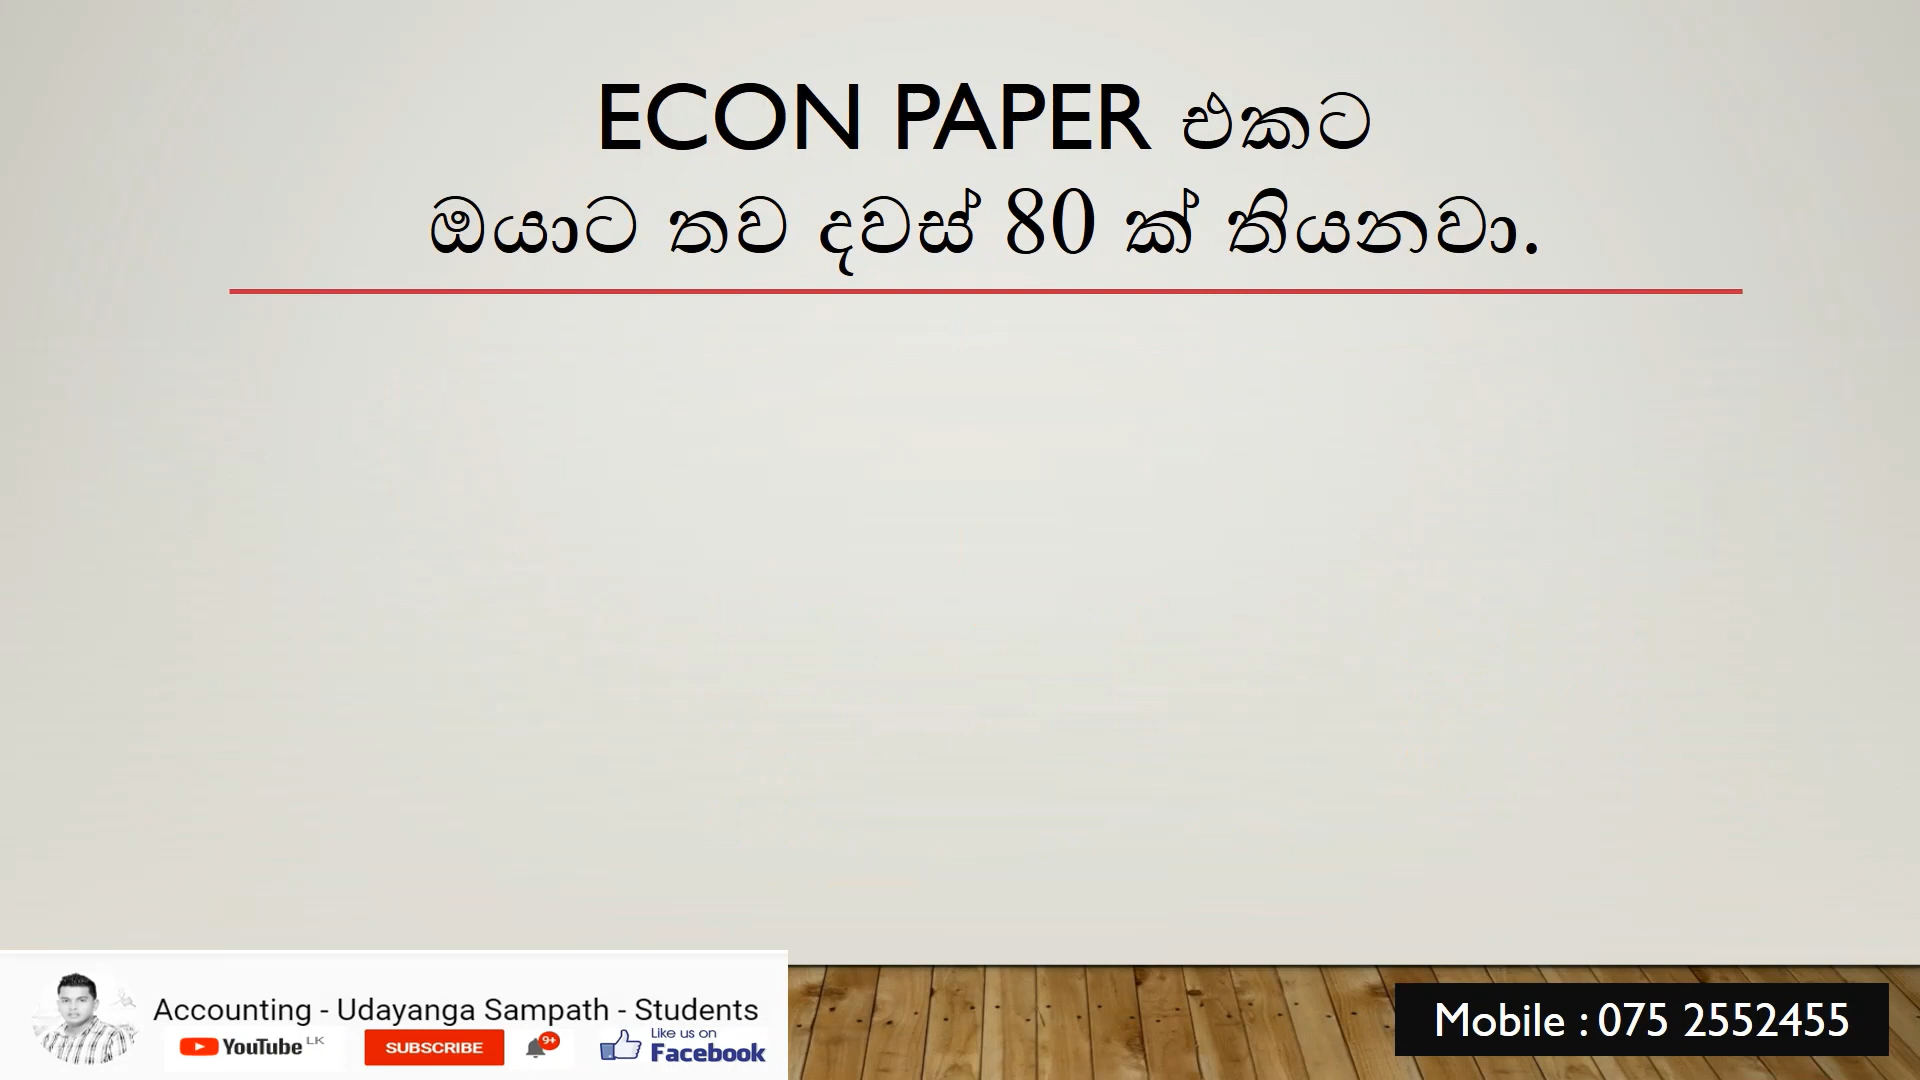 ECON PAPER එකට
ඔයාට තව දවස් 80 ක් තියනවා.
Accounting - Udayanga Sampath - Students
YouTube LK
SUBSCRIBE
9+
Like us on
Facebook
Mobile : 075 2552455